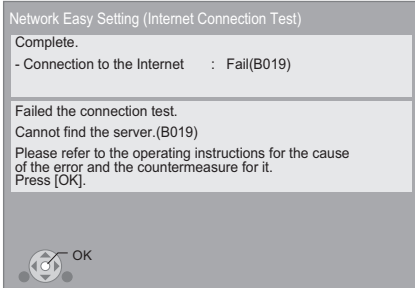 Network Easy Setting (Internet Connection Test)
Complete.
- Connection to the Internet : Fail(B019)
Failed the connection test.
Cannot find the server.(B019)
Please refer to the operating instructions for the cause
of the error and the countermeasure for it.
Press [OK].
OK